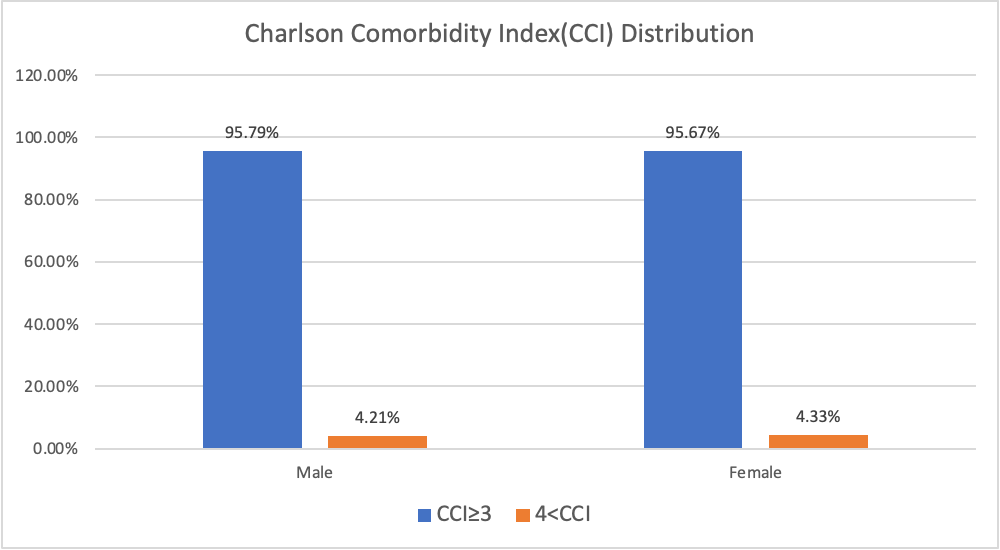 Charlson Comorbidity Index(CCI) Distribution
120.00%
100.00%
80.00%
60.00%
40.00%
20.00%
0.00%
95.79%
4.21%
95.67%
4.33%
Male
Female
CCI≥3
4<CCI